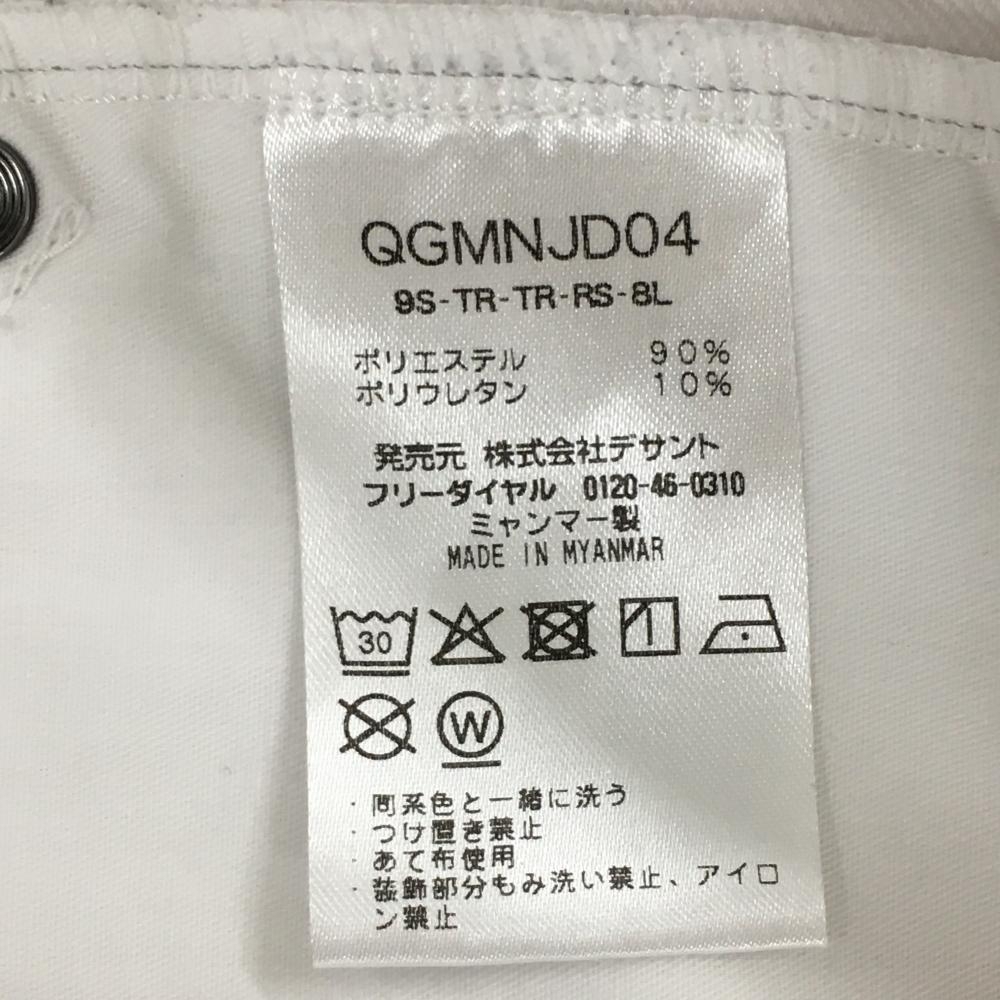 QGMNJD04
9S-TR-TR-RS-8L
ポリエステル 90%
ポリウレタン 10%
発売元 株式会社デサント
フリーダイヤル 0120-46-0310
ミャンマー製
MADE IN MYANMAR
30
W
・同系色と一緒に洗う
・つけ置き禁止
・あて布使用
・装飾部分もみ洗い禁止、アイロ
ン禁止